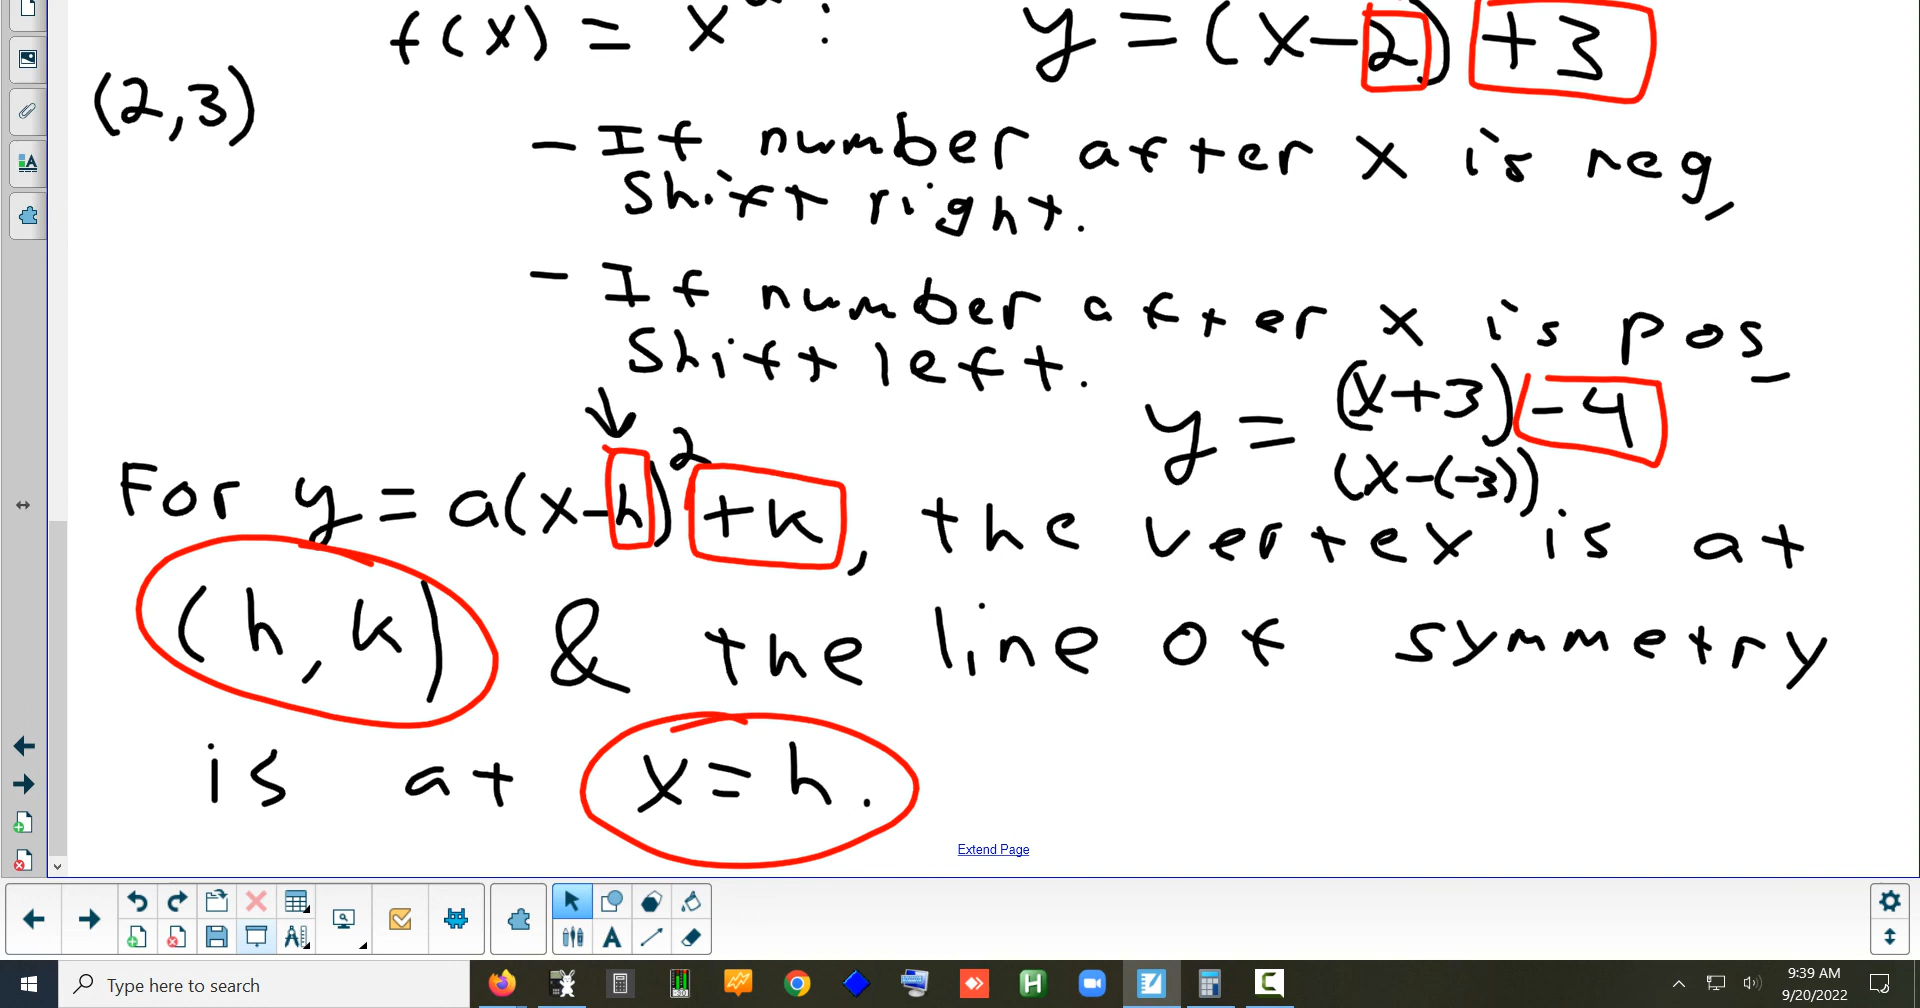 f(x) = x² : y = (x-2) +3
(2,3)
- If number after x is neg,
Shift right.
- If number after x is pos,
Shift left.
y = (x+3) -4
(x-(-3))
For y = a(x-h)² +k, the vertex is at
(h,k) & the line of symmetry
is at x=h.
Extend Page
Type here to search
9:39 AM
9/20/2022